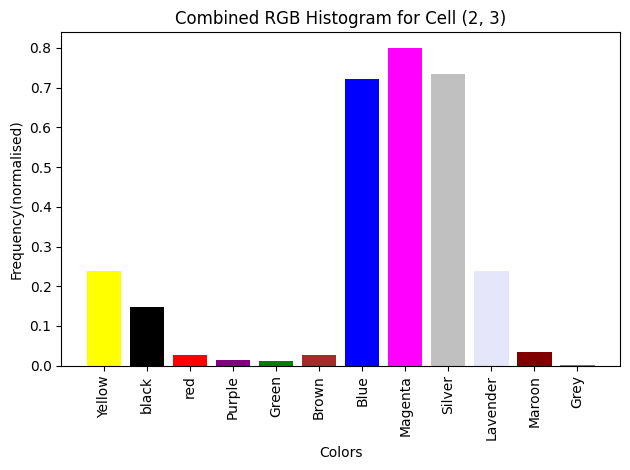 Combined RGB Histogram for Cell (2, 3)
Frequency(normalised)
0.8
0.7
0.6
0.5
0.4
0.3
0.2
0.1
0.0
Yellow
black
red
Purple
Green
Brown
Blue
Magenta
Silver
Lavender
Maroon
Grey
Colors